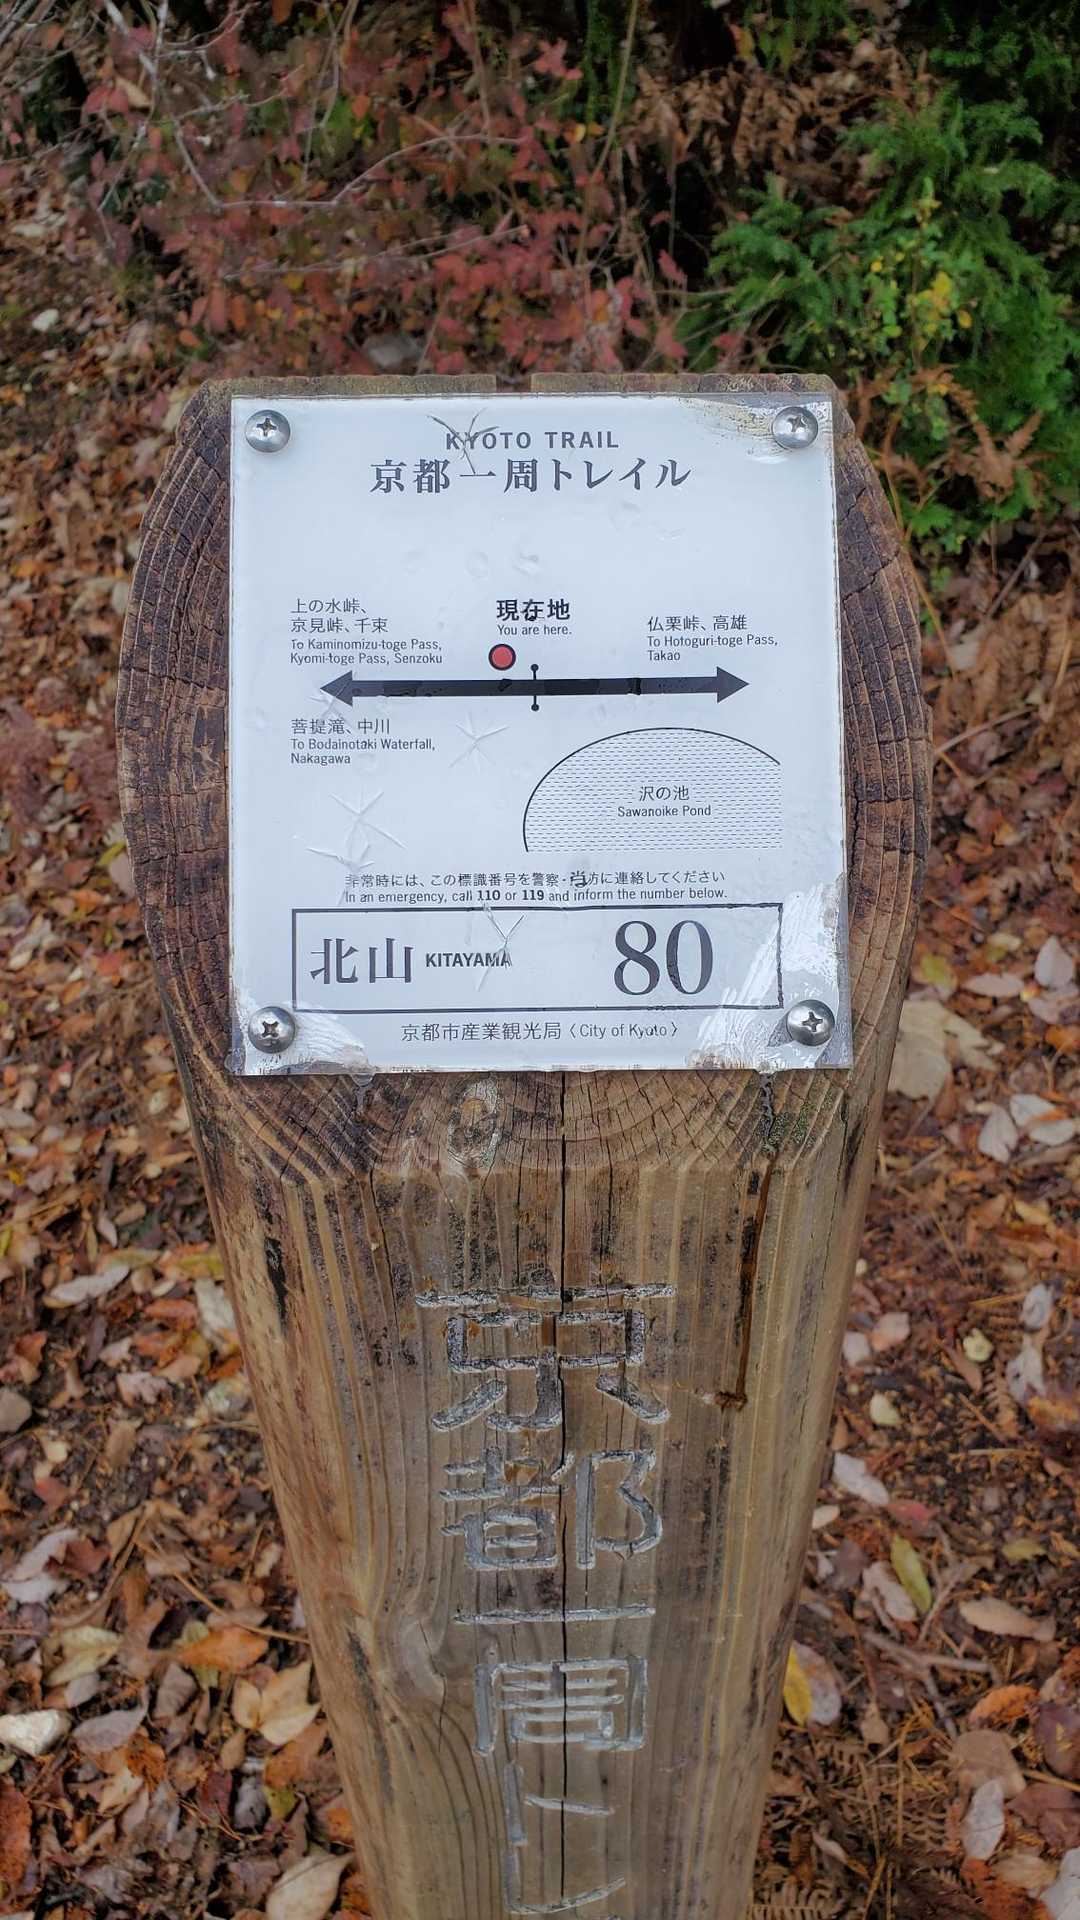 KYOTO TRAIL
京都一周トレイル
上の水峠、
京見峠、千束
To Kaminomizu-toge Pass,
Kyomi-toge Pass, Senzoku
現在地
You are here.
仏栗峠、高雄
To Hotoguri-toge Pass,
Takao
菩提滝、中川
To Bodainotaki Waterfall,
Nakagawa
沢の池
Sawanoike Pond
非常時には、この標識番号を警察・消防に連絡してください
In an emergency, call 110 or 119 and inform the number below.
北山 KITAYAMA 80
京都市産業観光局〈City of Kyoto〉
京都一周トレ